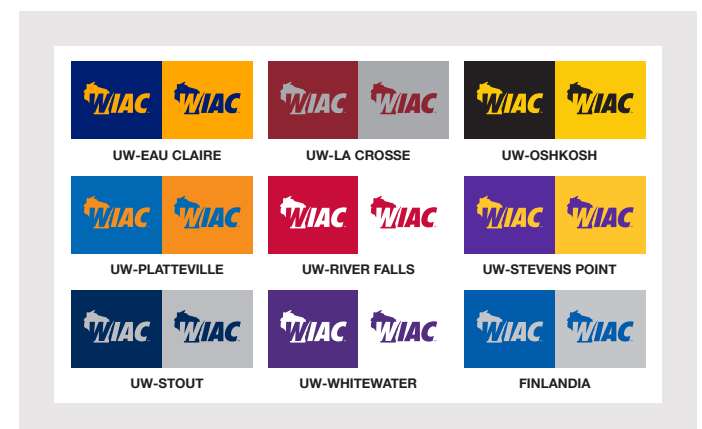 WIAC WIAC WIAC WIAC WIAC WIAC
UW-EAU CLAIRE UW-LA CROSSE UW-OSHKOSH
WIAC WIAC WIAC WIAC WIAC WIAC
UW-PLATTEVILLE UW-RIVER FALLS UW-STEVENS POINT
WIAC WIAC WIAC WIAC WIAC WIAC
UW-STOUT UW-WHITEWATER FINLANDIA